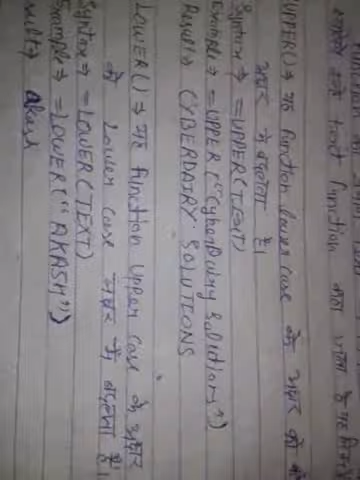 text function
UPPER() → यह function lower case के अक्षर को
अक्षर में बदलता है।
Syntax → =UPPER(TEXT)
Example → =UPPER("Cyberdairy Solutions")
Result → CYBERDAIRY SOLUTIONS
LOWER() → यह function upper case के अक्षर
को Lower case अक्षर में बदलता है।
Syntax → =LOWER(TEXT)
Example → =LOWER("AKASH")
akash